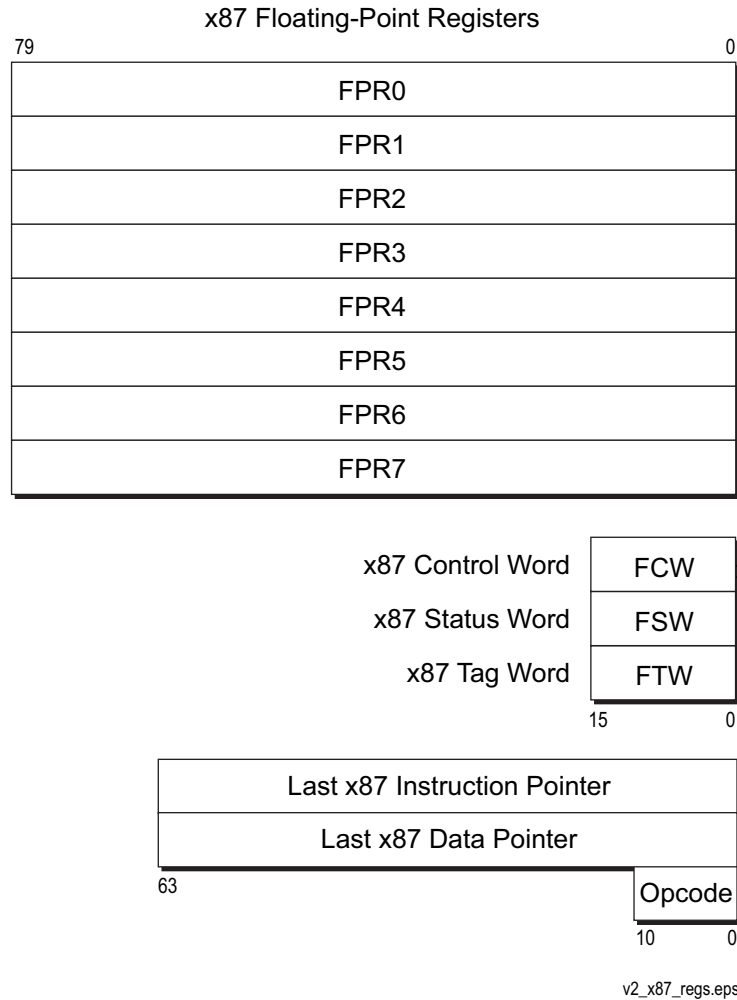 x87 Floating-Point Registers
79 0
FPR0
FPR1
FPR2
FPR3
FPR4
FPR5
FPR6
FPR7
x87 Control Word FCW
x87 Status Word FSW
x87 Tag Word FTW
15 0
Last x87 Instruction Pointer
Last x87 Data Pointer
63 Opcode
10 0
v2_x87_regs.eps